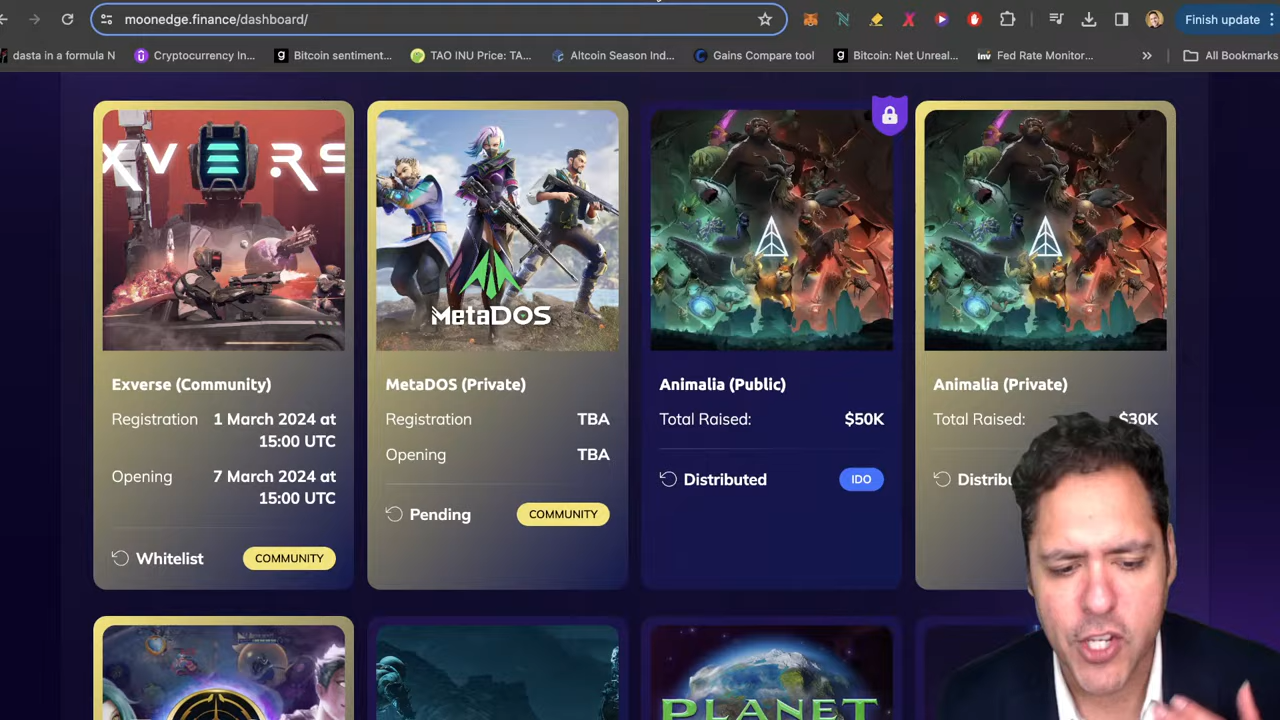 moonedge.finance/dashboard/
Finish update
dasta in a formula N
Cryptocurrency In...
Bitcoin sentiment...
TAO INU Price: TA...
Altcoin Season Ind...
Gains Compare tool
Bitcoin: Net Unreal...
Fed Rate Monitor...
»
All Bookmarks
XVERS
MetaDOS
Exverse (Community)
Registration 1 March 2024 at
15:00 UTC
Opening 7 March 2024 at
15:00 UTC
Whitelist COMMUNITY
MetaDOS (Private)
Registration TBA
Opening TBA
Pending COMMUNITY
Animalia (Public)
Total Raised: $50K
Distributed IDO
Animalia (Private)
Total Raised: $30K
Distribu
PLANET